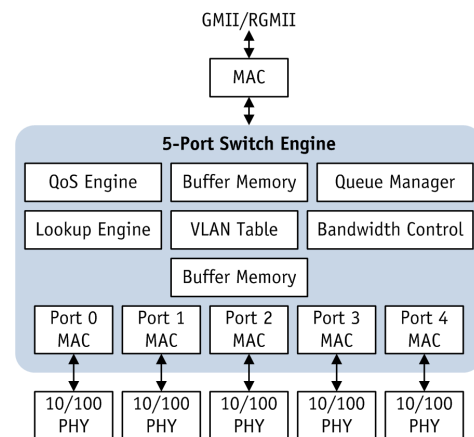 GMII/RGMII
MAC
5-Port Switch Engine
QoS Engine
Buffer Memory
Queue Manager
Lookup Engine
VLAN Table
Bandwidth Control
Buffer Memory
Port 0
MAC
Port 1
MAC
Port 2
MAC
Port 3
MAC
Port 4
MAC
10/100
PHY
10/100
PHY
10/100
PHY
10/100
PHY
10/100
PHY